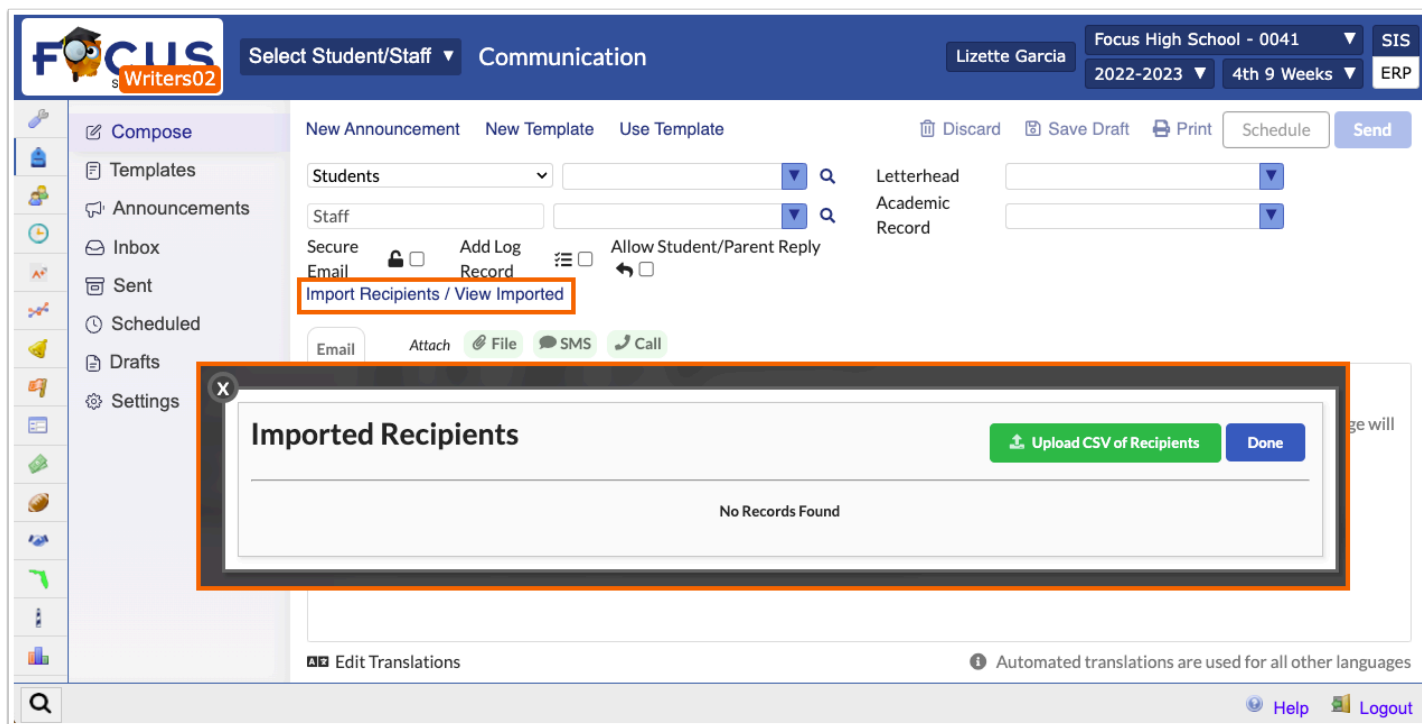 FOCUS
Writers02
Select Student/Staff ▼
Communication
Lizette Garcia
Focus High School - 0041 ▼
SIS
2022-2023 ▼
4th 9 Weeks ▼
ERP
Compose
Templates
Announcements
Inbox
Sent
Scheduled
Drafts
Settings
New Announcement New Template Use Template
Discard Save Draft Print Schedule Send
Students
Letterhead
Staff
Academic
Record
Secure
Email
Add Log
Record
Allow Student/Parent Reply
Import Recipients / View Imported
Email Attach File SMS Call
X
ge will
Imported Recipients
Upload CSV of Recipients Done
No Records Found
Edit Translations
Automated translations are used for all other languages
Help Logout